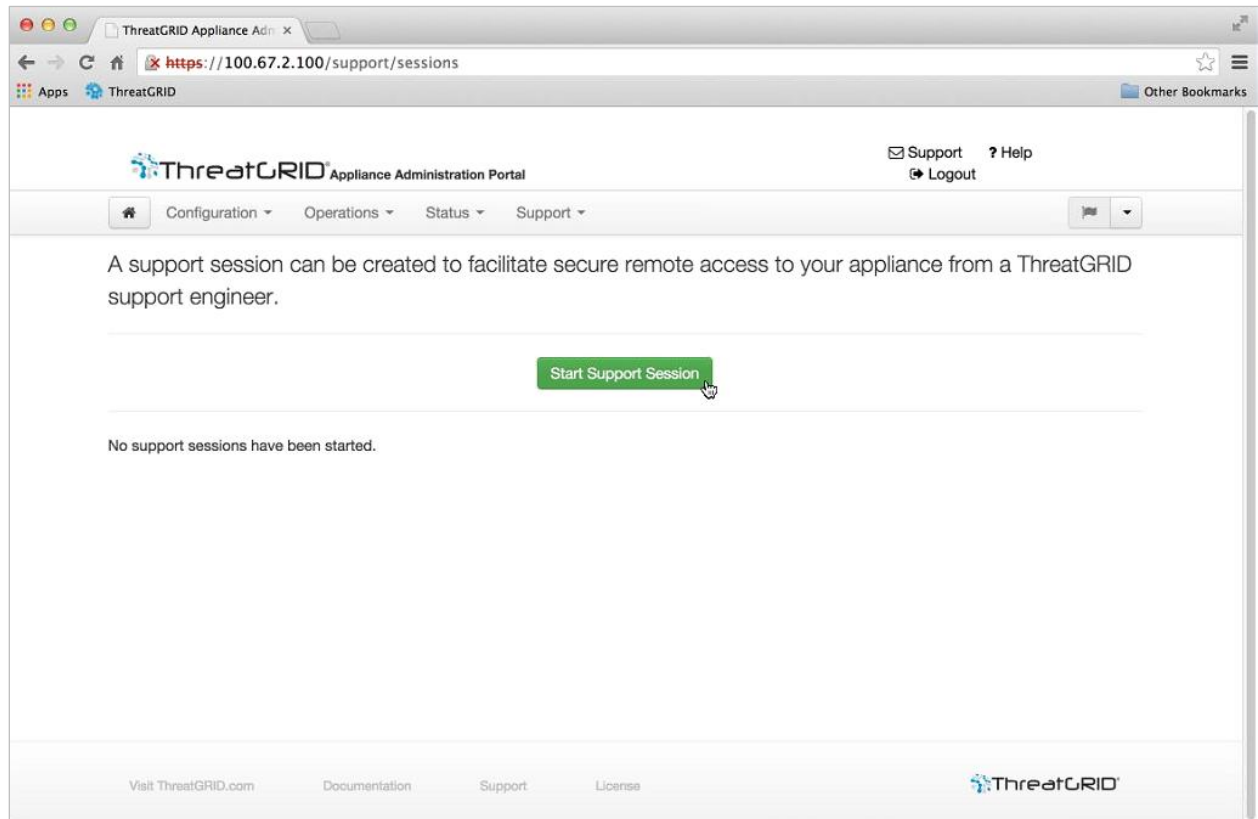 ThreatGRID Appliance Adm
https://100.67.2.100/support/sessions
Apps ThreatGRID Other Bookmarks
ThreatGRID® Appliance Administration Portal
Support ? Help
Logout
Configuration Operations Status Support
A support session can be created to facilitate secure remote access to your appliance from a ThreatGRID
support engineer.
Start Support Session
No support sessions have been started.
Visit ThreatGRID.com Documentation Support License ThreatGRID®